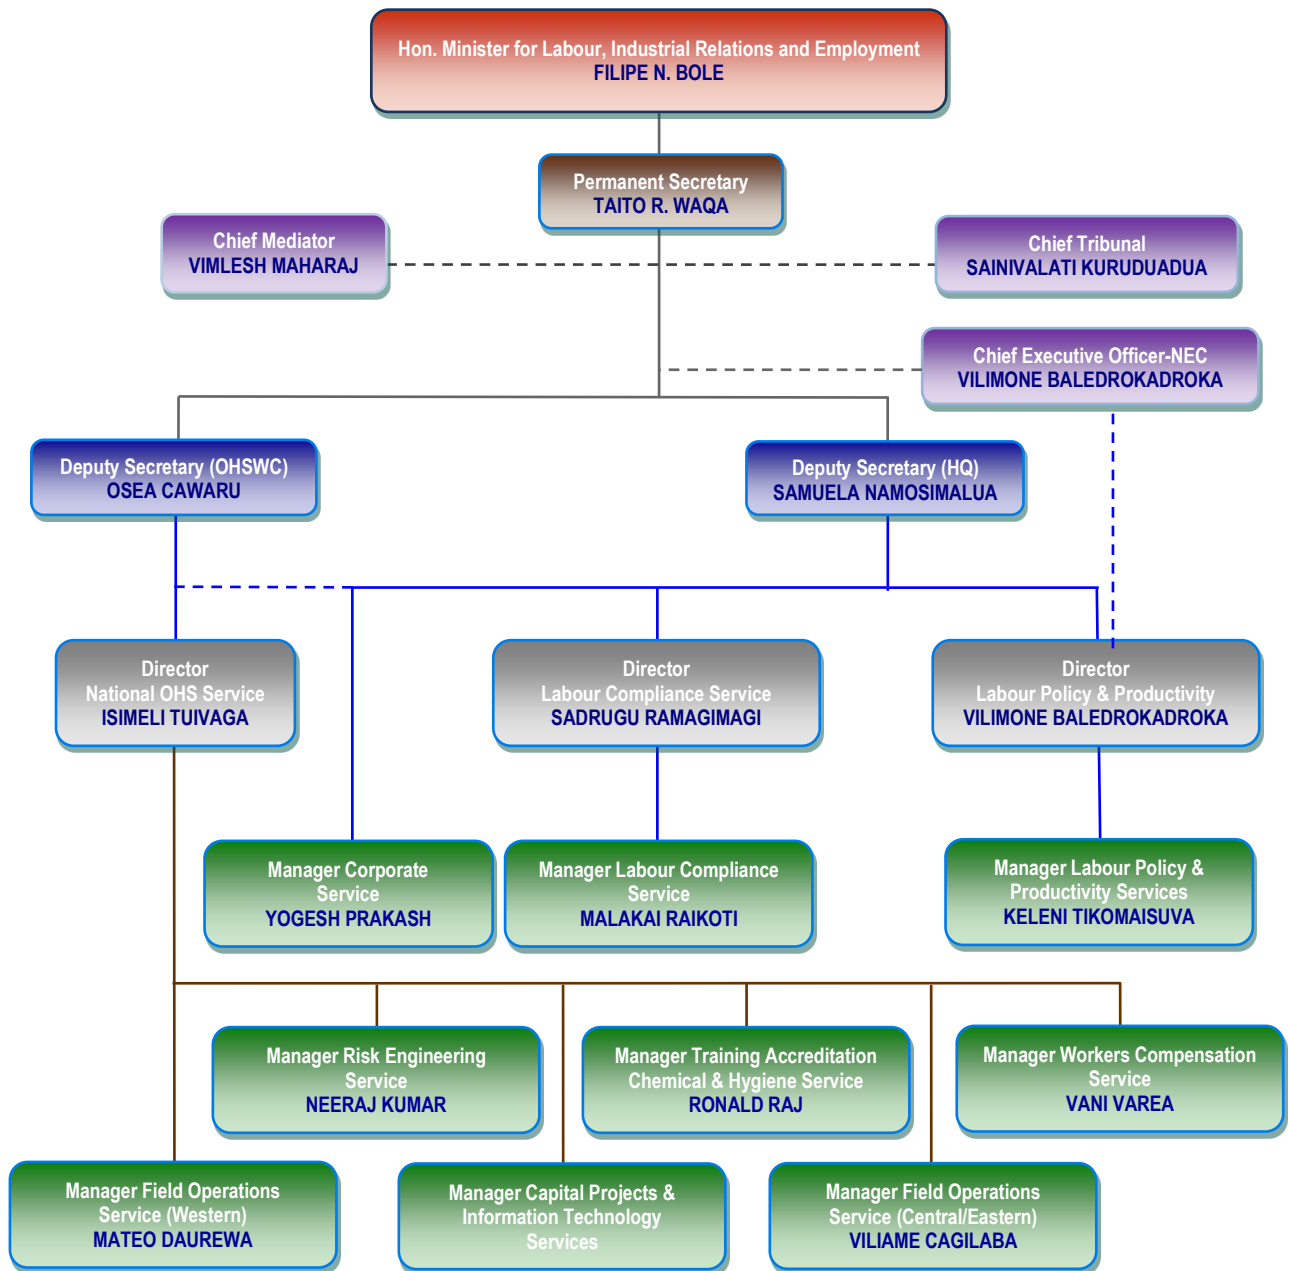 Hon. Minister for Labour, Industrial Relations and Employment
FILIPE N. BOLE
Permanent Secretary
TAITO R. WAQA
Chief Mediator
VIMLESH MAHARAJ
Chief Tribunal
SAINIVALATI KURUDUADUA
Chief Executive Officer-NEC
VILIMONE BALEDROKADROKA
Deputy Secretary (OHSWC)
OSEA CAWARU
Deputy Secretary (HQ)
SAMUELA NAMOSIMALUA
Director
National OHS Service
ISIMELI TUIVAGA
Director
Labour Compliance Service
SADRUGU RAMAGIMAGI
Director
Labour Policy & Productivity
VILIMONE BALEDROKADROKA
Manager Corporate
Service
YOGESH PRAKASH
Manager Labour Compliance
Service
MALAKAI RAIKOTI
Manager Labour Policy &
Productivity Services
KELENI TIKOMAISUVA
Manager Risk Engineering
Service
NEERAJ KUMAR
Manager Training Accreditation
Chemical & Hygiene Service
RONALD RAJ
Manager Workers Compensation
Service
VANI VAREA
Manager Field Operations
Service (Western)
MATEO DAUREWA
Manager Capital Projects &
Information Technology
Services
Manager Field Operations
Service (Central/Eastern)
VILIAME CAGILABA